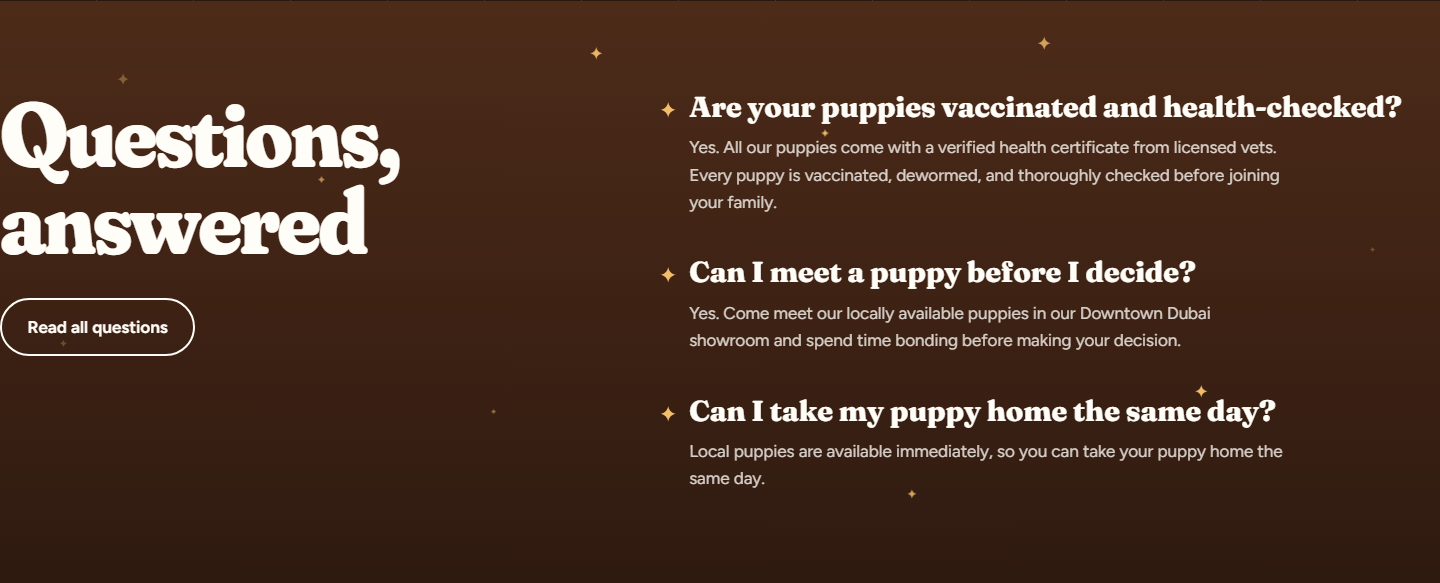 Questions,
answered
Read all questions
Are your puppies vaccinated and health-checked?
Yes. All our puppies come with a verified health certificate from licensed vets.
Every puppy is vaccinated, dewormed, and thoroughly checked before joining
your family.
Can I meet a puppy before I decide?
Yes. Come meet our locally available puppies in our Downtown Dubai
showroom and spend time bonding before making your decision.
Can I take my puppy home the same day?
Local puppies are available immediately, so you can take your puppy home the
same day.